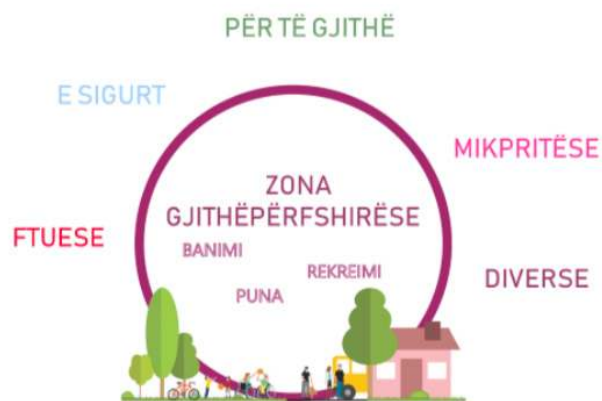 PËR TË GJITHË
E SIGURT
MIKPRITËSE
ZONA
GJITHËPËRFSHIRËSE
FTUESE
BANIMI
REKREIMI
DIVERSE
PUNA